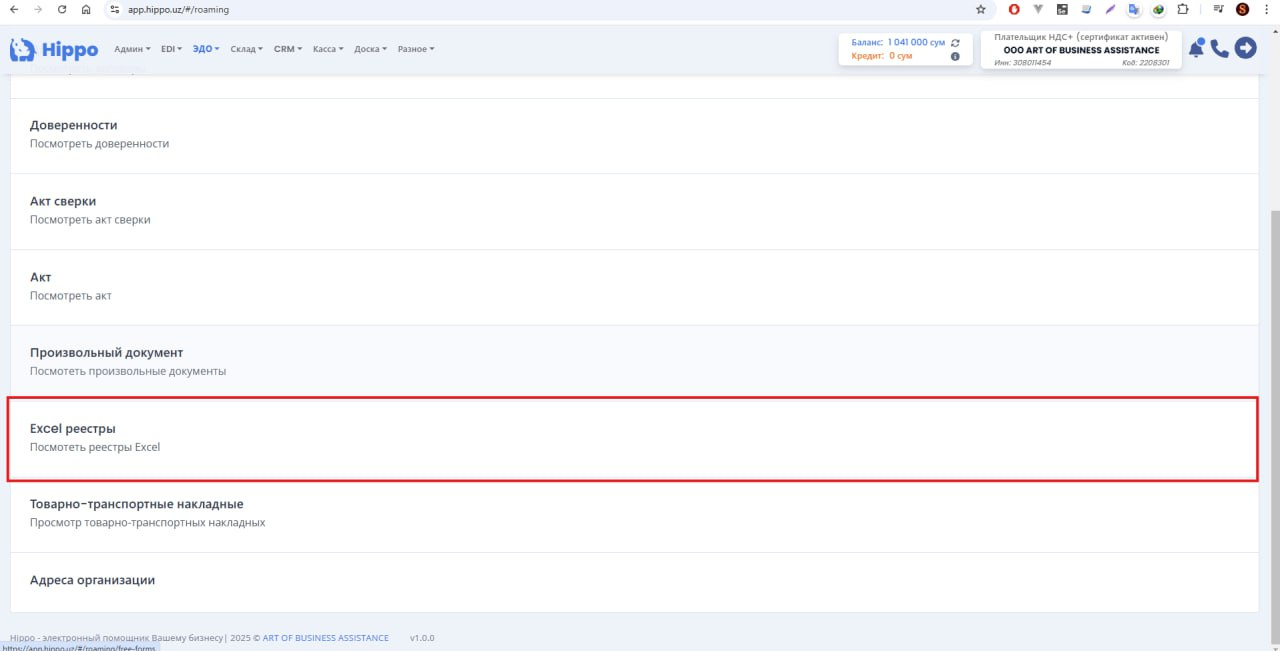 app.hippo.uz/#/roaming
Hippo
Админ EDI ЭДО Склад CRM Касса Доска Разное
Баланс: 1 041 000 сум
Кредит: 0 сум
Плательщик НДС+ (сертификат активен)
ООО ART OF BUSINESS ASSISTANCE
Инн: 308011454 Код: 2208301
Доверенности
Посмотреть доверенности
Акт сверки
Посмотреть акт сверки
Акт
Посмотреть акт
Произвольный документ
Посмотеть произвольные документы
Excel реестры
Посмотеть реестры Excel
Товарно-транспортные накладные
Просмотр товарно-транспортных накладных
Адреса организации
Hippo - электронный помощник Вашему бизнесу| 2025 © ART OF BUSINESS ASSISTANCE v1.0.0
https://app.hippo.uz/#/roaming/free-forms